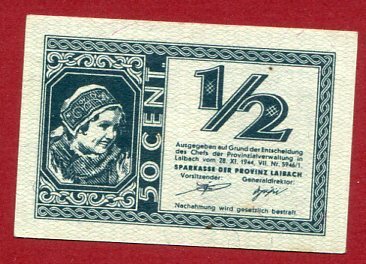 50 CENT.
1/2
Ausgegeben auf Grund der Entscheidung
des Chefs der Provinzialverwaltung in
Laibach vom 28. XI. 1944, VII. Nr. 5946/1.
SPARKASSE DER PROVINZ LAIBACH
Vorsitzender: Generaldirektor:
Nachahmung wird gesetzlich bestraft.